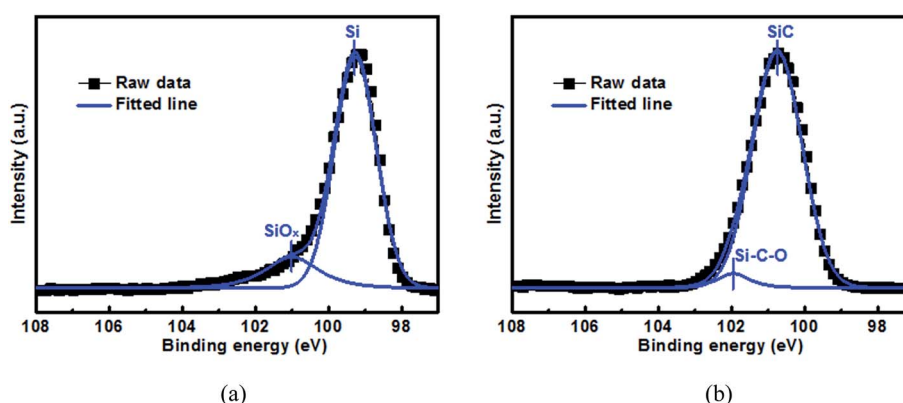 Si
Raw data
Fitted line
SiOₓ
Intensity (a.u.)
108 106 104 102 100 98
Binding energy (eV)
(a)
SiC
Raw data
Fitted line
Si-C-O
Intensity (a.u.)
108 106 104 102 100 98
Binding energy (eV)
(b)